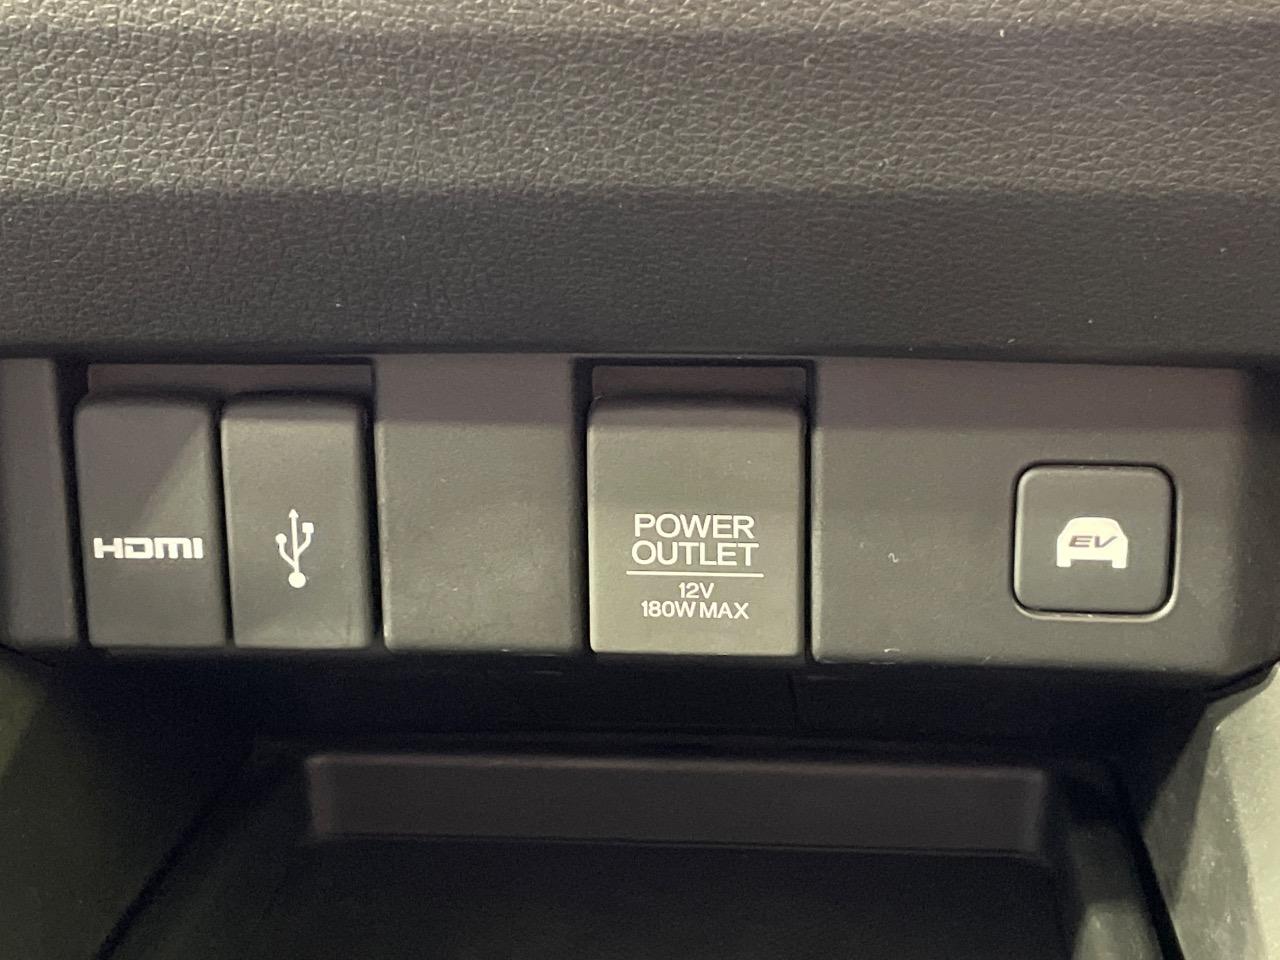 HDMI
POWER
OUTLET
12V
180W MAX
EV